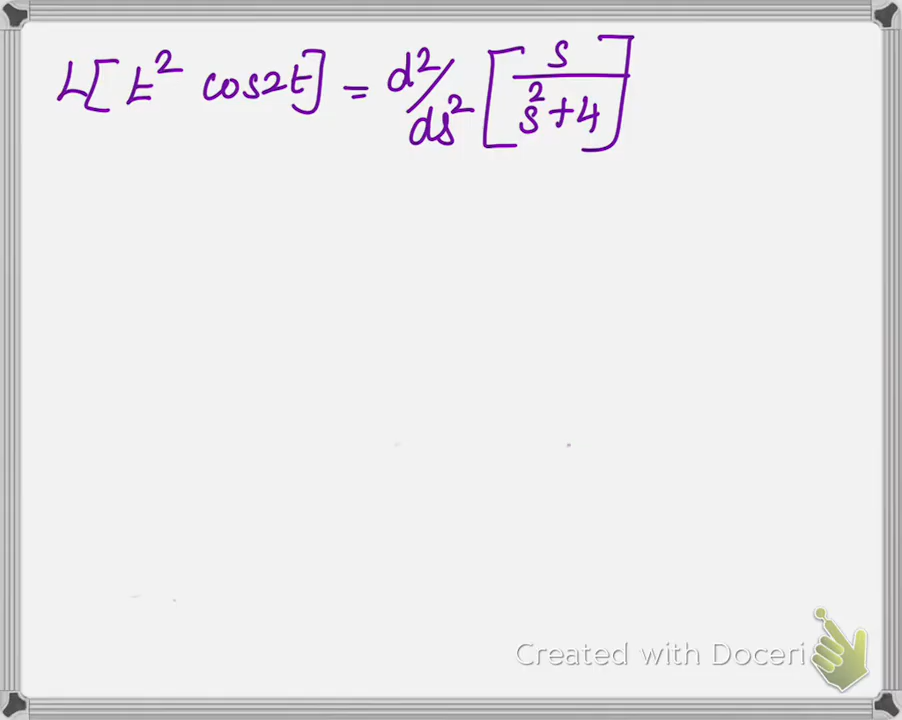 L[t² cos2t] = d²/ds² [s/(s²+4)]
Created with Doceri